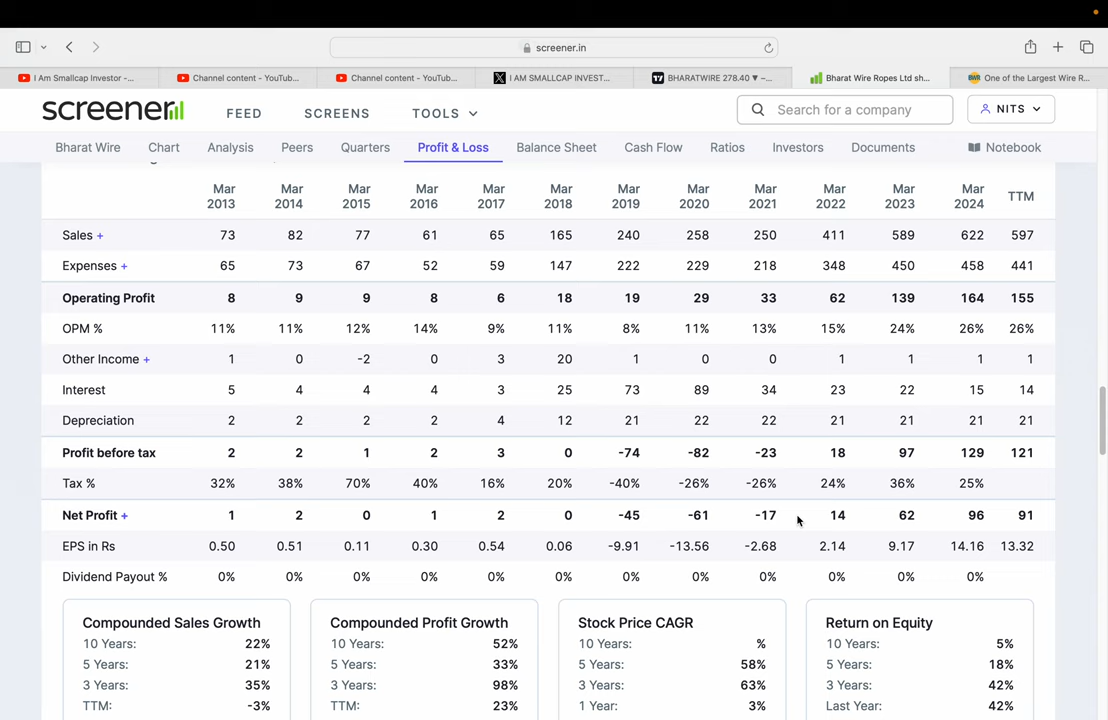 screener.in
I Am Smallcap Investor -...
Channel content - YouTub...
Channel content - YouTub...
I AM SMALLCAP INVEST...
BHARATWIRE 278.40 ▼ –...
Bharat Wire Ropes Ltd sh...
One of the Largest Wire R...
screener
FEED SCREENS TOOLS
Search for a company
NITS
Bharat Wire Chart Analysis Peers Quarters Profit & Loss Balance Sheet Cash Flow Ratios Investors Documents Notebook
Mar 2013 Mar 2014 Mar 2015 Mar 2016 Mar 2017 Mar 2018 Mar 2019 Mar 2020 Mar 2021 Mar 2022 Mar 2023 Mar 2024 TTM
Sales + 73 82 77 61 65 165 240 258 250 411 589 622 597
Expenses + 65 73 67 52 59 147 222 229 218 348 450 458 441
Operating Profit 8 9 9 8 6 18 19 29 33 62 139 164 155
OPM % 11% 11% 12% 14% 9% 11% 8% 11% 13% 15% 24% 26% 26%
Other Income + 1 0 -2 0 3 20 1 0 0 1 1 1 1
Interest 5 4 4 4 3 25 73 89 34 23 22 15 14
Depreciation 2 2 2 2 4 12 21 22 22 21 21 21 21
Profit before tax 2 2 1 2 3 0 -74 -82 -23 18 97 129 121
Tax % 32% 38% 70% 40% 16% 20% -40% -26% -26% 24% 36% 25%
Net Profit + 1 2 0 1 2 0 -45 -61 -17 14 62 96 91
EPS in Rs 0.50 0.51 0.11 0.30 0.54 0.06 -9.91 -13.56 -2.68 2.14 9.17 14.16 13.32
Dividend Payout % 0% 0% 0% 0% 0% 0% 0% 0% 0% 0% 0% 0%
Compounded Sales Growth
10 Years: 22%
5 Years: 21%
3 Years: 35%
TTM: -3%
Compounded Profit Growth
10 Years: 52%
5 Years: 33%
3 Years: 98%
TTM: 23%
Stock Price CAGR
10 Years: %
5 Years: 58%
3 Years: 63%
1 Year: 3%
Return on Equity
10 Years: 5%
5 Years: 18%
3 Years: 42%
Last Year: 42%